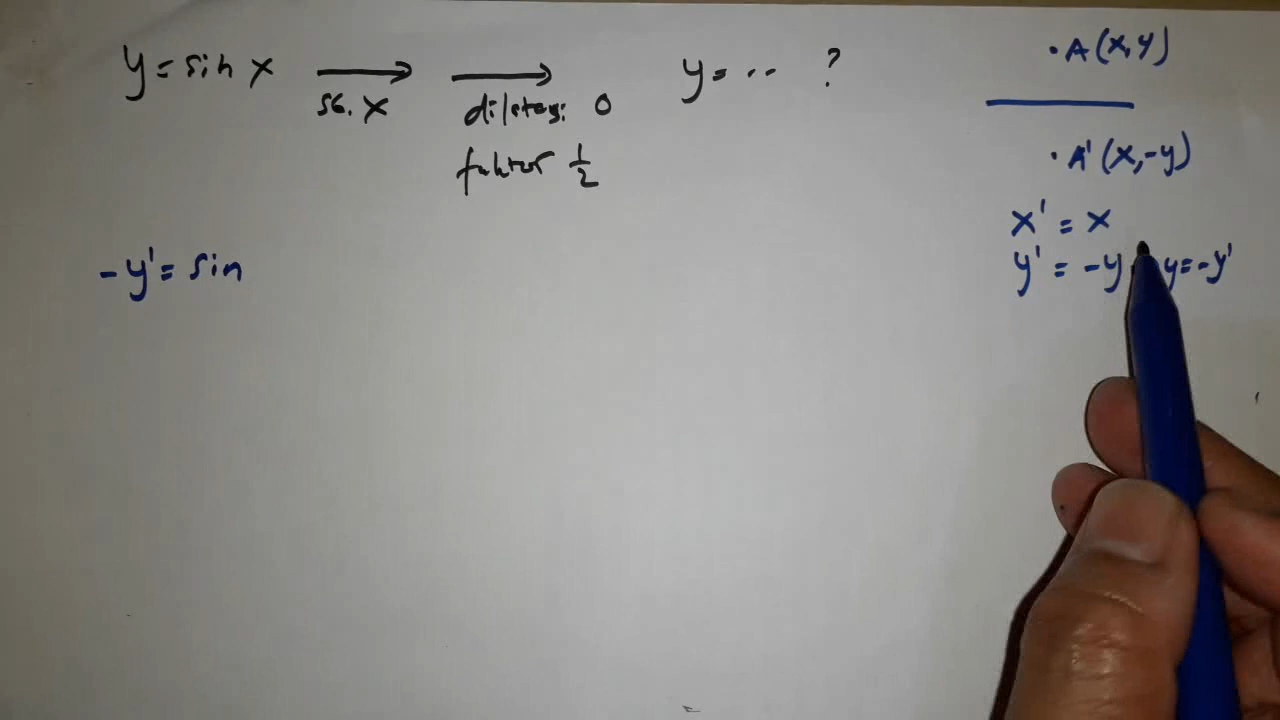 y = sin x → → y = ·· ?
sb. x dilatasi: 0
faktor 1/2
· A (x, y)
· A' (x, -y)
x' = x
y' = -y y = -y'
- y' = sin